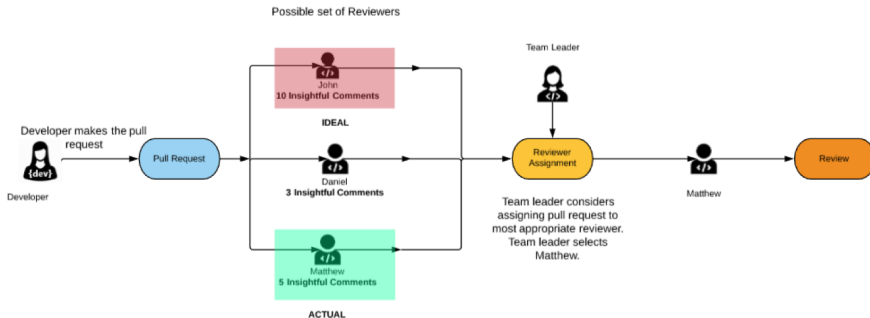 Possible set of Reviewers
Team Leader
John
10 Insightful Comments
IDEAL
Developer makes the pull
request
Pull Request
{dev}
Developer
</>
Daniel
3 Insightful Comments
</>
Matthew
5 Insightful Comments
ACTUAL
</>
</>
Reviewer
Assignment
Team leader considers
assigning pull request to
most appropriate reviewer.
Team leader selects
Matthew.
</>
Matthew
Review